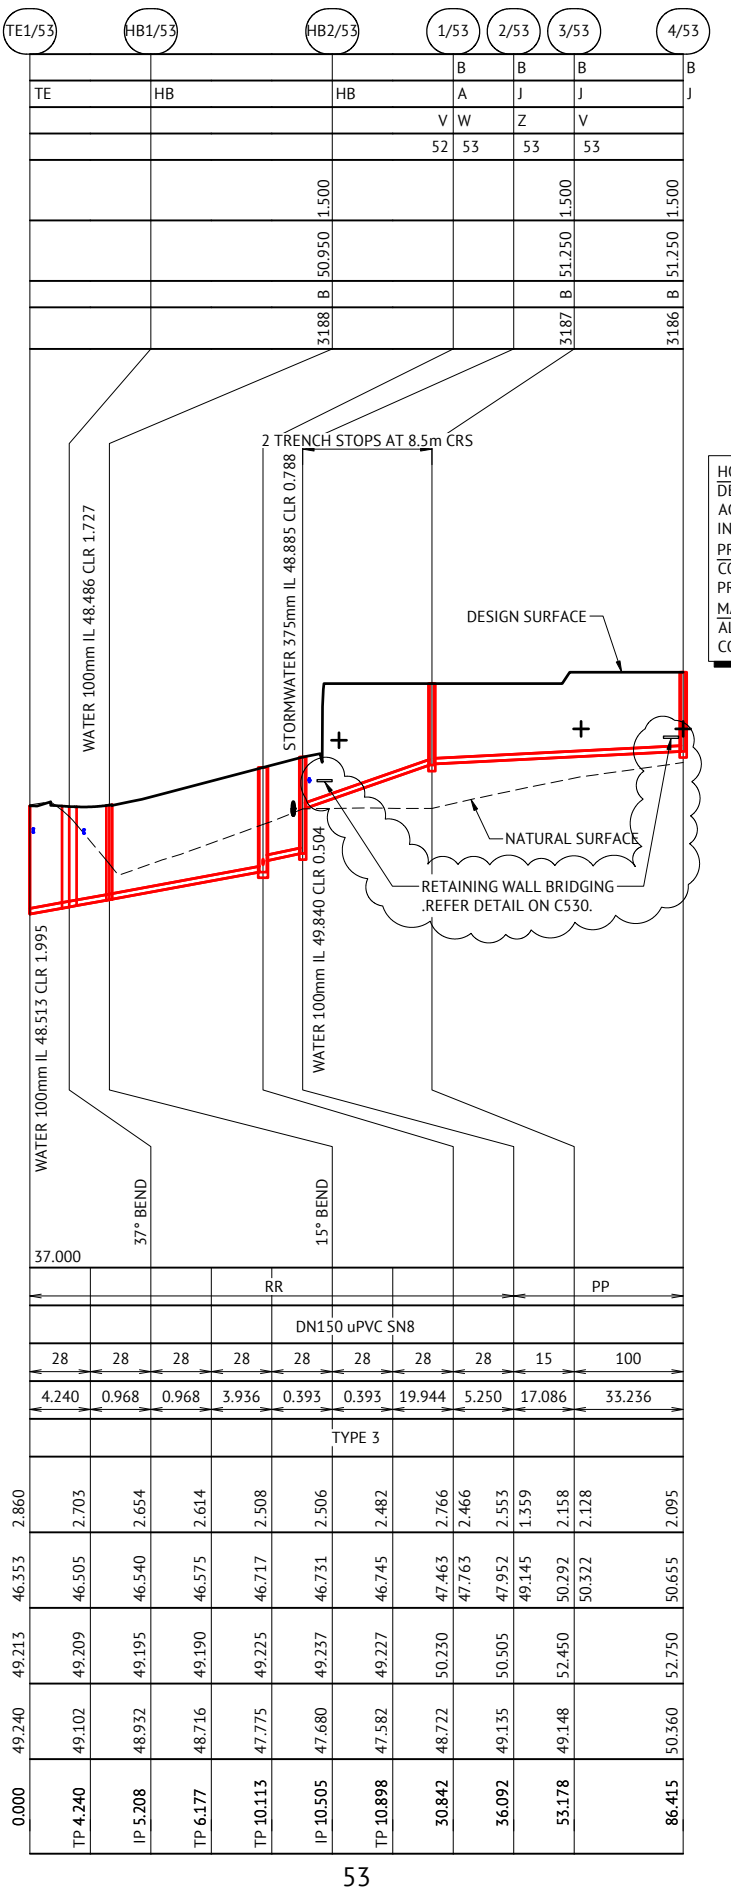 TE1/53 HB1/53 HB2/53 1/53 2/53 3/53 4/53
B B B B
TE HB HB A J J J
V W Z V
52 53 53 53
1.500 1.500 1.500
50.950 51.250 51.250
B B B
3188 3187 3186
2 TRENCH STOPS AT 8.5m CRS
WATER 100mm IL 48.486 CLR 1.727
STORMWATER 375mm IL 48.885 CLR 0.788
HO
DE
AC
IN
PR
CO
PR
MA
AL
CO
DESIGN SURFACE
NATURAL SURFACE
RETAINING WALL BRIDGING
.REFER DETAIL ON C530.
WATER 100mm IL 49.840 CLR 0.504
WATER 100mm IL 48.513 CLR 1.995
37° BEND
15° BEND
37.000
RR PP
DN150 uPVC SN8
28 28 28 28 28 28 28 28 15 100
4.240 0.968 0.968 3.936 0.393 0.393 19.944 5.250 17.086 33.236
TYPE 3
2.860 2.703 2.654 2.614 2.508 2.506 2.482 2.766 2.466 2.553 1.359 2.158 2.128 2.095
46.353 46.505 46.540 46.575 46.717 46.731 46.745 47.463 47.763 47.952 49.145 50.292 50.322 50.655
49.213 49.209 49.195 49.190 49.225 49.237 49.227 50.230 50.505 52.450 52.750
49.240 49.102 48.932 48.716 47.775 47.680 47.582 48.722 49.135 49.148 50.360
0.000 TP 4.240 IP 5.208 TP 6.177 TP 10.113 IP 10.505 TP 10.898 30.842 36.092 53.178 86.415
53